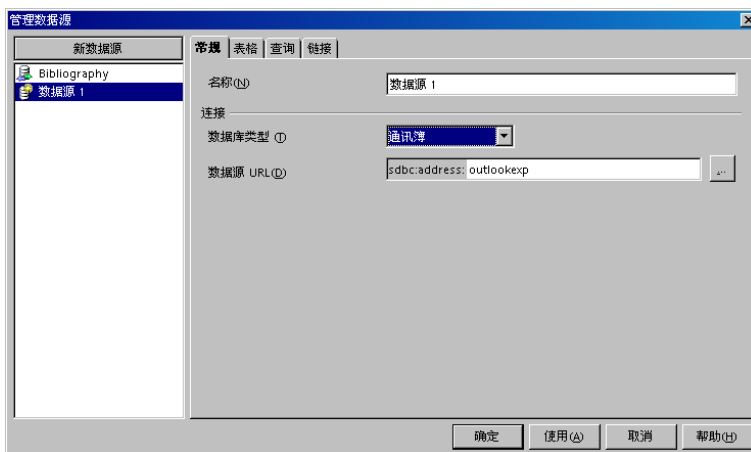 管理数据源
新数据源
Bibliography
数据源 1
常规 表格 查询 链接
名称(N) 数据源 1
连接
数据库类型 (T) 通讯簿
数据源 URL(D) sdbc:address: outlookexp ...
确定 使用(A) 取消 帮助(H)